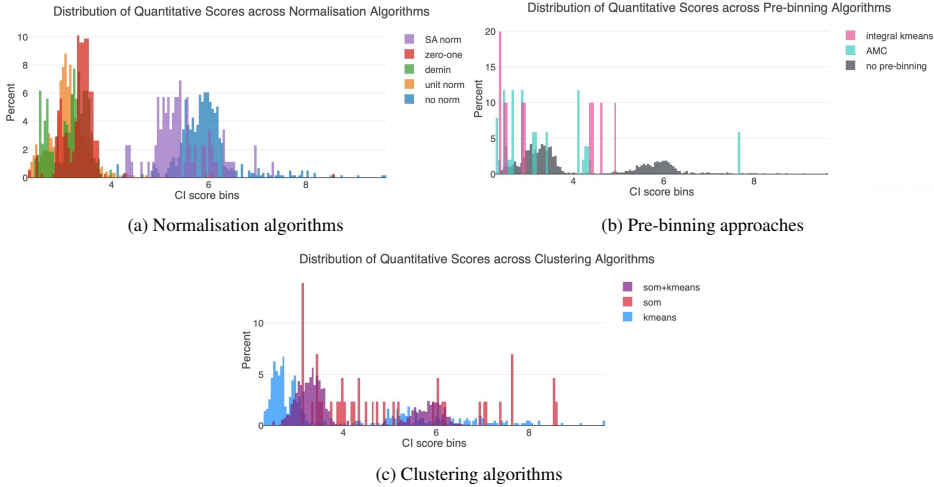 Distribution of Quantitative Scores across Normalisation Algorithms
10
8
6
4
2
0
Percent
4
6
8
CI score bins
SA norm
zero-one
demin
unit norm
no norm
(a) Normalisation algorithms
Distribution of Quantitative Scores across Pre-binning Algorithms
20
15
10
5
0
Percent
4
6
8
CI score bins
integral kmeans
AMC
no pre-binning
(b) Pre-binning approaches
Distribution of Quantitative Scores across Clustering Algorithms
10
5
0
Percent
4
6
8
CI score bins
som+kmeans
som
kmeans
(c) Clustering algorithms